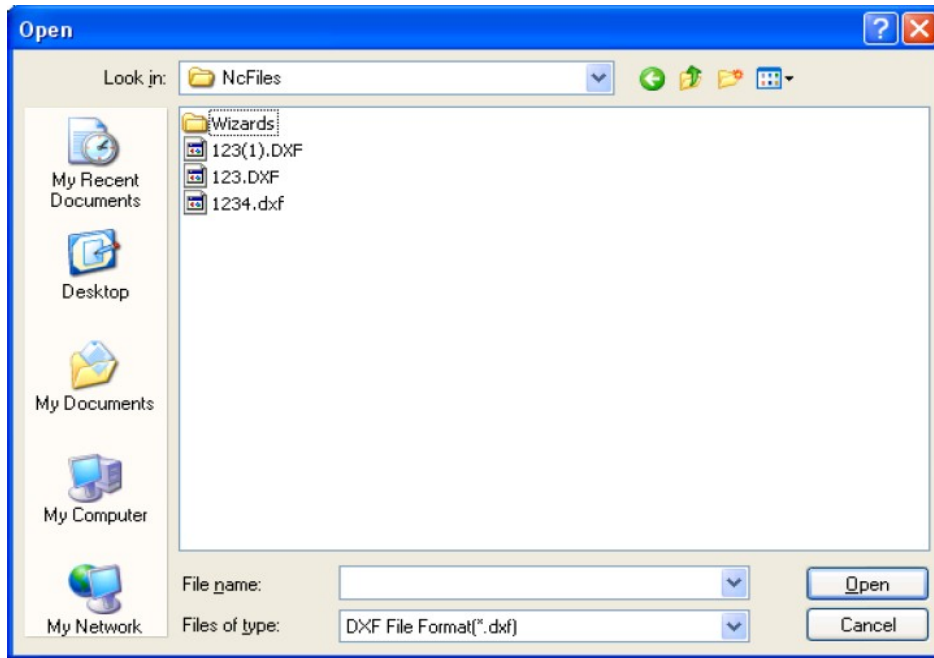 Open
Look in: NcFiles
Wizards
123(1).DXF
123.DXF
1234.dxf
My Recent
Documents
Desktop
My Documents
My Computer
My Network
File name:
Open
Files of type: DXF File Format(*.dxf)
Cancel